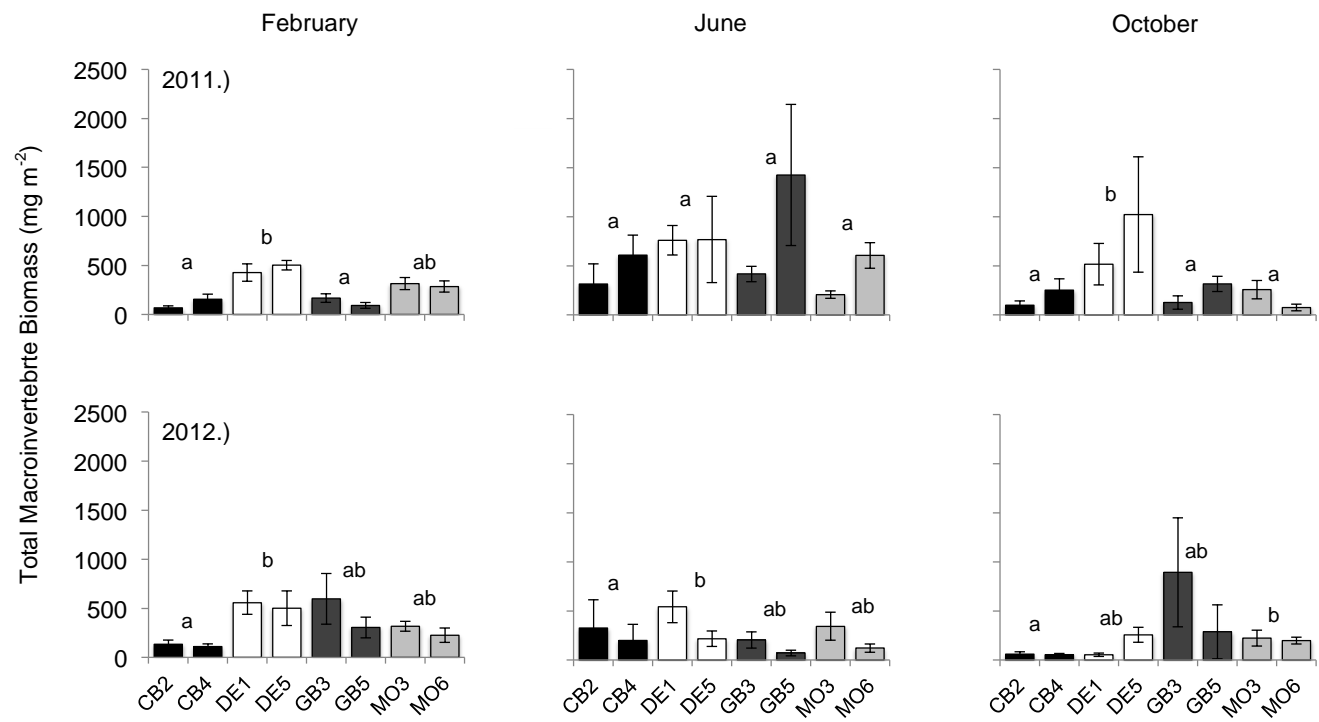 February June October
Total Macroinvertebrte Biomass (mg m-2)
2011.)
2500
2000
1500
1000
500
0
a b a ab
a a a a
a b a a
2012.)
2500
2000
1500
1000
500
0
a b ab ab
a b ab ab
a ab ab b
CB2 CB4 DE1 DE5 GB3 GB5 MO3 MO6
CB2 CB4 DE1 DE5 GB3 GB5 MO3 MO6
CB2 CB4 DE1 DE5 GB3 GB5 MO3 MO6